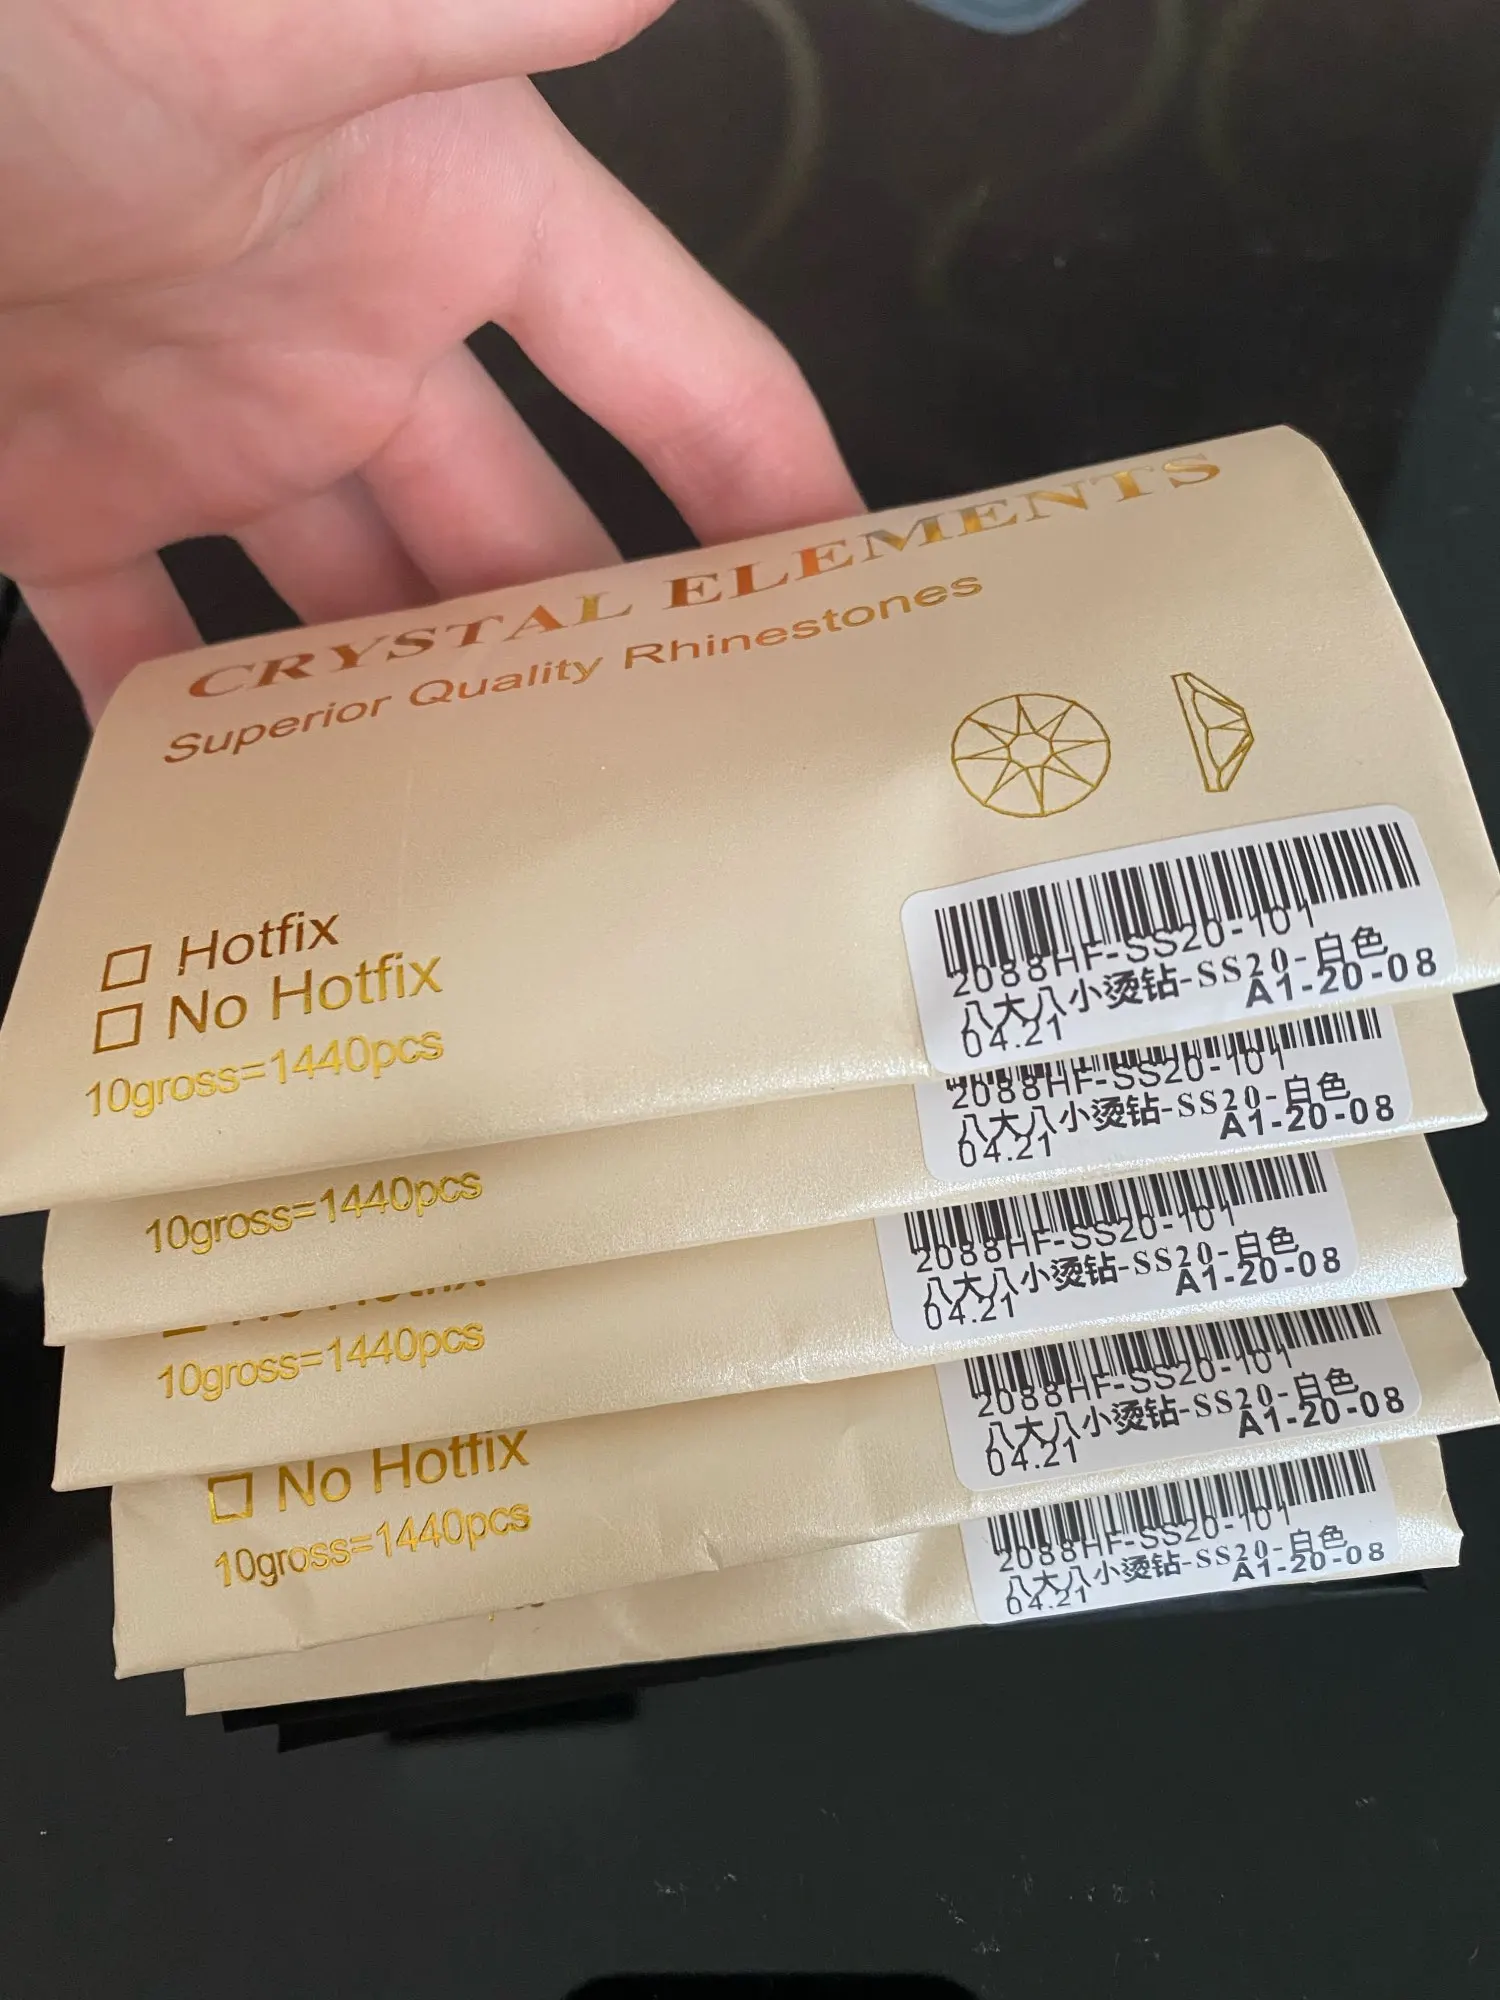 CRYSTAL ELEMENTS
Superior Quality Rhinestones
Hotfix
No Hotfix
10gross=1440pcs
2088HF-SS20-101
八大八小烫钻-SS20-白色
A1-20-08
04.21
2088HF-SS20-101
八大八小烫钻-SS20-白色
A1-20-08
04.21
10gross=1440pcs
2088HF-SS20-101
八大八小烫钻-SS20-白色
A1-20-08
04.21
No Hotfix
10gross=1440pcs
2088HF-SS20-101
八大八小烫钻-SS20-白色
A1-20-08
04.21
No Hotfix
10gross=1440pcs
2088HF-SS20-101
八大八小烫钻-SS20-白色
A1-20-08
04.21